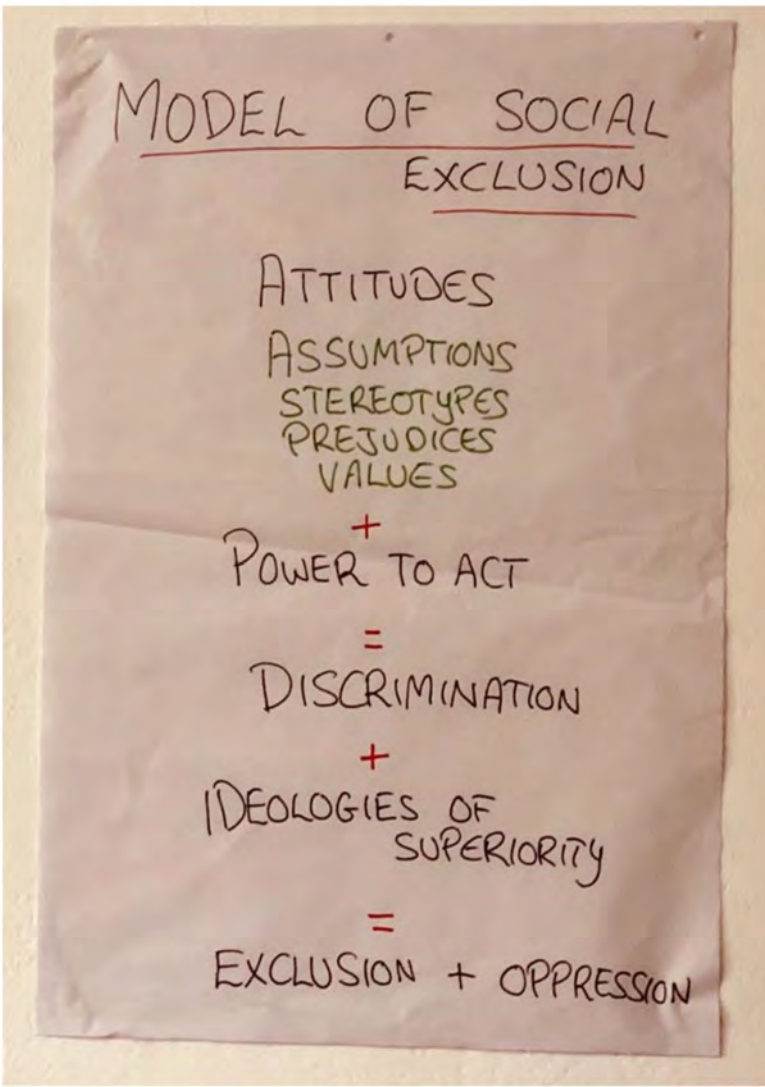 MODEL OF SOCIAL
EXCLUSION
ATTITUDES
ASSUMPTIONS
STEREOTYPES
PREJUDICES
VALUES
+
POWER TO ACT
=
DISCRIMINATION
+
IDEOLOGIES OF
SUPERIORITY
=
EXCLUSION + OPPRESSION